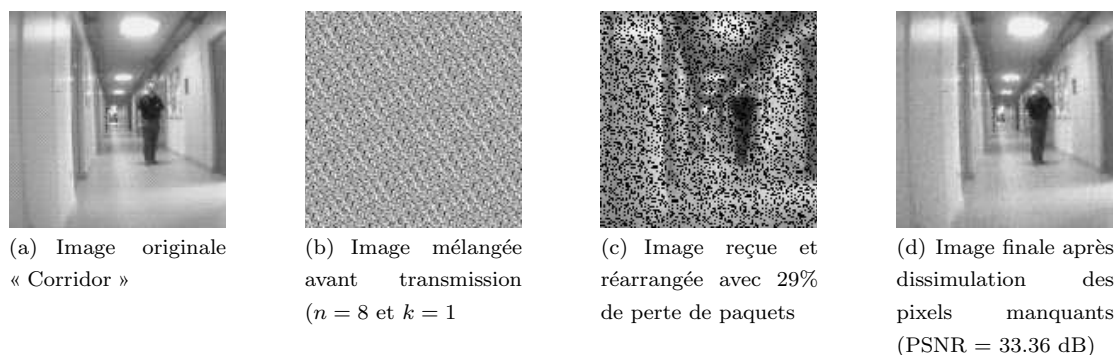 (a) Image originale
« Corridor »
(b) Image mélangée
avant transmission
(n = 8 et k = 1
(c) Image reçue et
réarrangée avec 29%
de perte de paquets
(d) Image finale après
dissimulation des
pixels manquants
(PSNR = 33.36 dB)